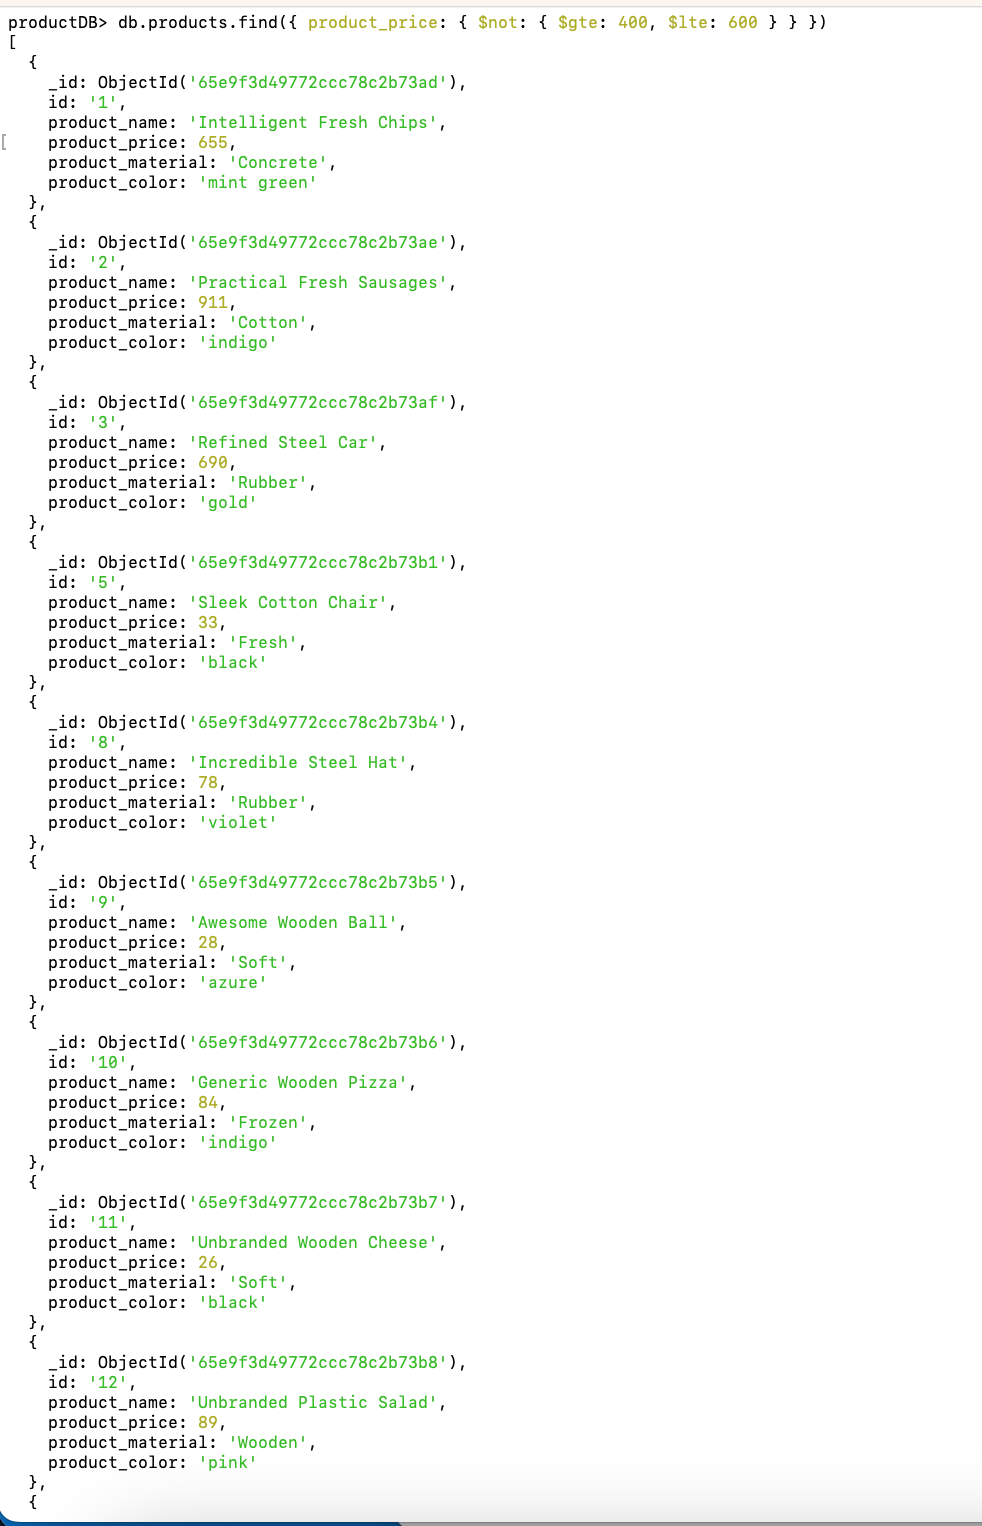 productDB> db.products.find({ product_price: { $not: { $gte: 400, $lte: 600 } } })
[
  {
    _id: ObjectId('65e9f3d49772ccc78c2b73ad'),
    id: '1',
    product_name: 'Intelligent Fresh Chips',
    product_price: 655,
    product_material: 'Concrete',
    product_color: 'mint green'
  },
  {
    _id: ObjectId('65e9f3d49772ccc78c2b73ae'),
    id: '2',
    product_name: 'Practical Fresh Sausages',
    product_price: 911,
    product_material: 'Cotton',
    product_color: 'indigo'
  },
  {
    _id: ObjectId('65e9f3d49772ccc78c2b73af'),
    id: '3',
    product_name: 'Refined Steel Car',
    product_price: 690,
    product_material: 'Rubber',
    product_color: 'gold'
  },
  {
    _id: ObjectId('65e9f3d49772ccc78c2b73b1'),
    id: '5',
    product_name: 'Sleek Cotton Chair',
    product_price: 33,
    product_material: 'Fresh',
    product_color: 'black'
  },
  {
    _id: ObjectId('65e9f3d49772ccc78c2b73b4'),
    id: '8',
    product_name: 'Incredible Steel Hat',
    product_price: 78,
    product_material: 'Rubber',
    product_color: 'violet'
  },
  {
    _id: ObjectId('65e9f3d49772ccc78c2b73b5'),
    id: '9',
    product_name: 'Awesome Wooden Ball',
    product_price: 28,
    product_material: 'Soft',
    product_color: 'azure'
  },
  {
    _id: ObjectId('65e9f3d49772ccc78c2b73b6'),
    id: '10',
    product_name: 'Generic Wooden Pizza',
    product_price: 84,
    product_material: 'Frozen',
    product_color: 'indigo'
  },
  {
    _id: ObjectId('65e9f3d49772ccc78c2b73b7'),
    id: '11',
    product_name: 'Unbranded Wooden Cheese',
    product_price: 26,
    product_material: 'Soft',
    product_color: 'black'
  },
  {
    _id: ObjectId('65e9f3d49772ccc78c2b73b8'),
    id: '12',
    product_name: 'Unbranded Plastic Salad',
    product_price: 89,
    product_material: 'Wooden',
    product_color: 'pink'
  },
  {